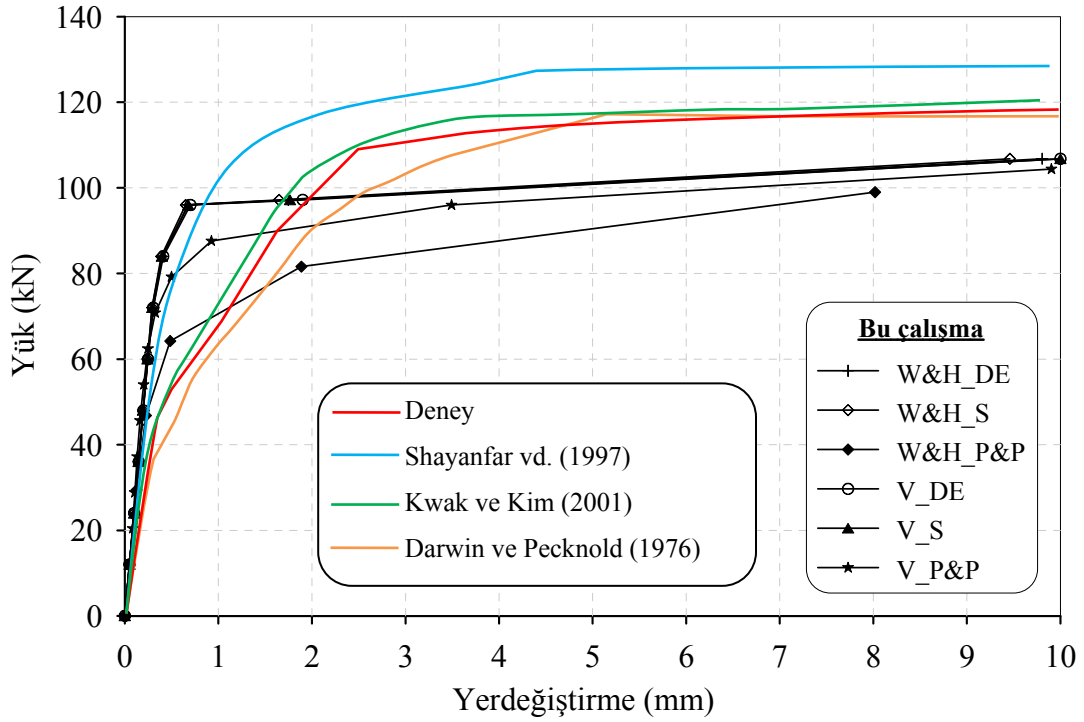 140
120
100
80
60
40
20
0
Yük (kN)
0 1 2 3 4 5 6 7 8 9 10
Yerdeğiştirme (mm)
Deney
Shayanfar vd. (1997)
Kwak ve Kim (2001)
Darwin ve Pecknold (1976)
Bu çalışma
W&H_DE
W&H_S
W&H_P&P
V_DE
V_S
V_P&P